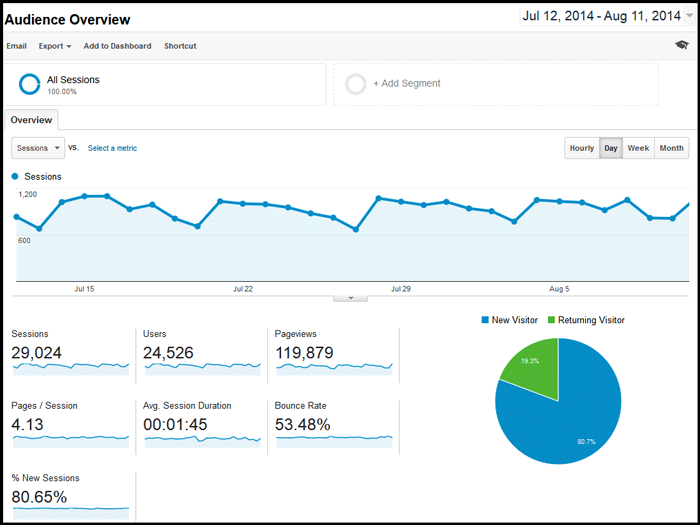 Audience Overview
Jul 12, 2014 - Aug 11, 2014
Email Export Add to Dashboard Shortcut
All Sessions
100.00%
+ Add Segment
Overview
Sessions VS. Select a metric
Hourly Day Week Month
Sessions
1,200
600
Jul 15 Jul 22 Jul 29 Aug 5
New Visitor Returning Visitor
Sessions Users Pageviews
29,024 24,526 119,879
19.3%
80.7%
Pages / Session Avg. Session Duration Bounce Rate
4.13 00:01:45 53.48%
% New Sessions
80.65%